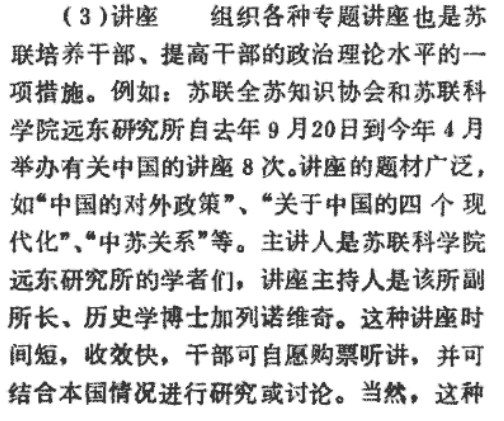 (3)讲座　　组织各种专题讲座也是苏
联培养干部、提高干部的政治理论水平的一
项措施。例如：苏联全苏知识协会和苏联科
学院远东研究所自去年9月20日到今年4月
举办有关中国的讲座8次。讲座的题材广泛，
如“中国的对外政策”、“关于中国的四个现
代化”、“中苏关系”等。主讲人是苏联科学院
远东研究所的学者们，讲座主持人是该所副
所长、历史学博士加列诺维奇。这种讲座时
间短，收效快，干部可自愿购票听讲，并可
结合本国情况进行研究或讨论。当然，这种